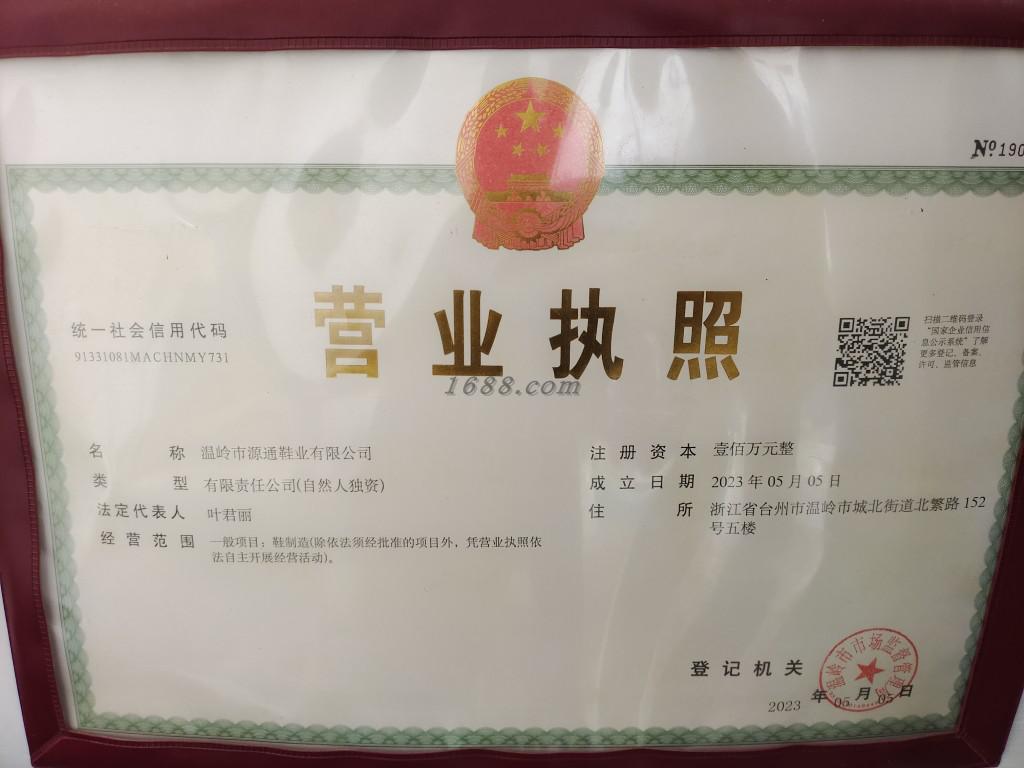 №190
营业执照
统一社会信用代码
91331081MACHNMY731
扫描二维码登录
“国家企业信用信
息公示系统”了解
更多登记、备案、
许可、监管信息
1688.com
名称 温岭市源通鞋业有限公司
类型 有限责任公司(自然人独资)
法定代表人 叶君丽
经营范围 一般项目：鞋制造(除依法须经批准的项目外，凭营业执照依
法自主开展经营活动)。
注册资本 壹佰万元整
成立日期 2023年05月05日
住所 浙江省台州市温岭市城北街道北繁路152
号五楼
登记机关
温岭市市场监督管理局
2023年05月05日